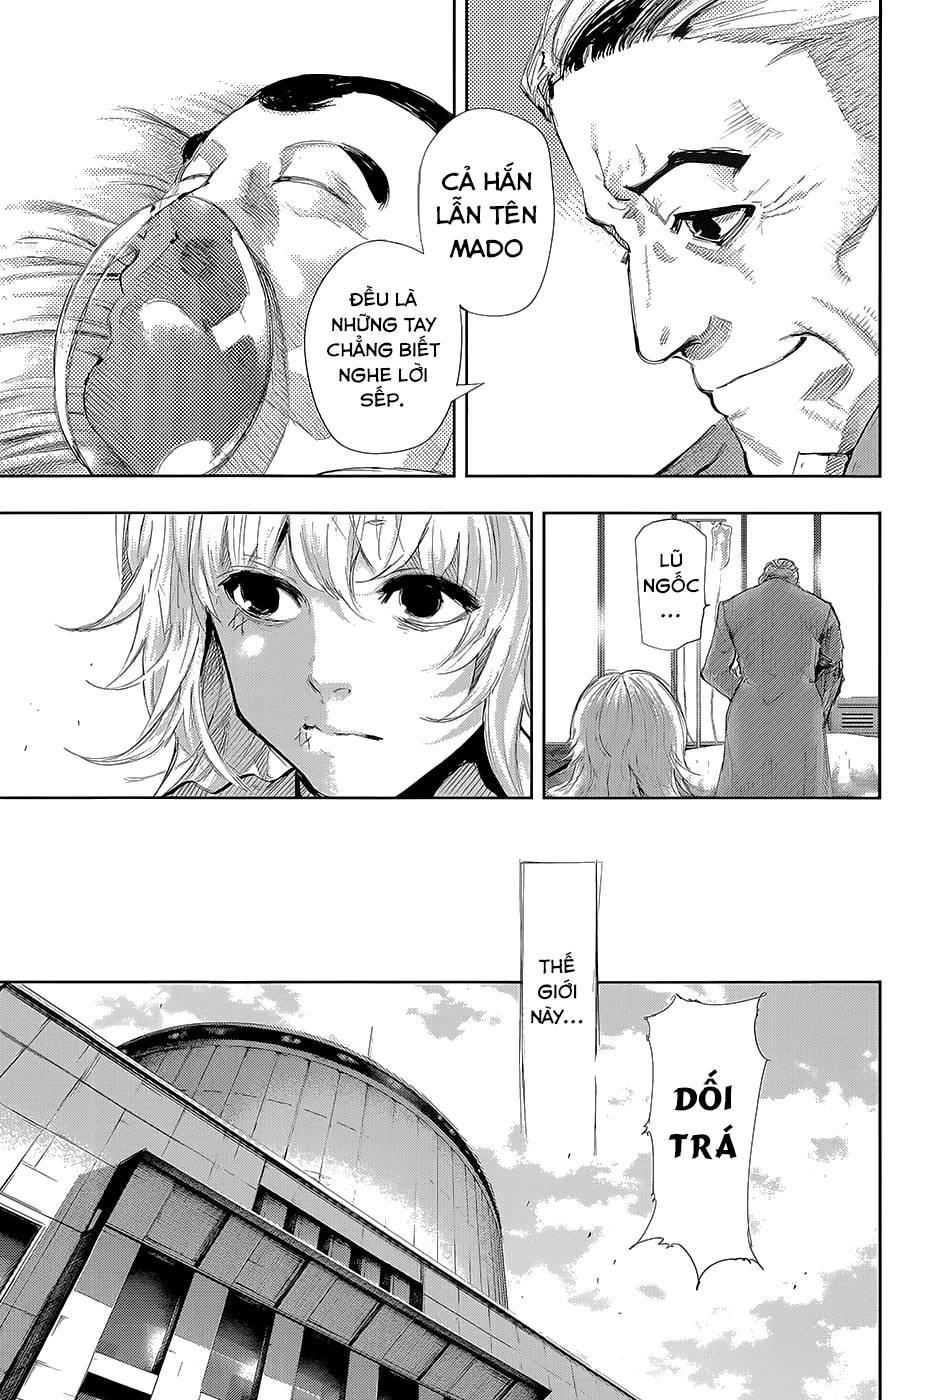 CẢ HẮN
LẪN TÊN
MADO
ĐỀU LÀ
NHỮNG TAY
CHẲNG BIẾT
NGHE LỜI
SẾP.
LŨ
NGỐC
...
THẾ
GIỚI
NÀY...
DỐI
TRÁ